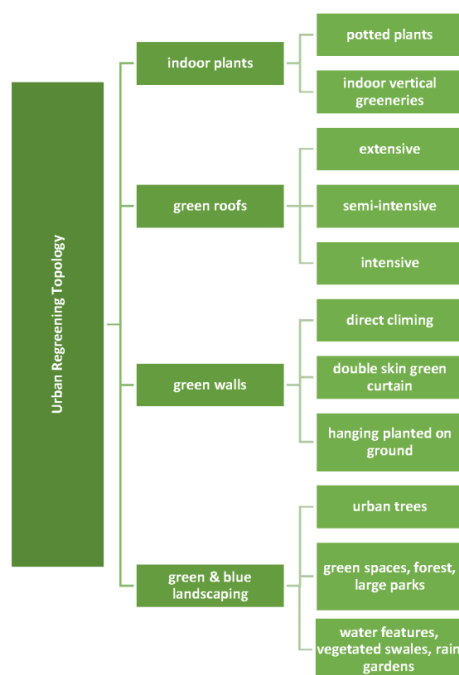 Urban Regreening Topology
indoor plants
potted plants
indoor vertical
greeneries
green roofs
extensive
semi-intensive
intensive
green walls
direct climing
double skin green
curtain
hanging planted on
ground
green & blue
landscaping
urban trees
green spaces, forest,
large parks
water features,
vegetated swales, rain
gardens